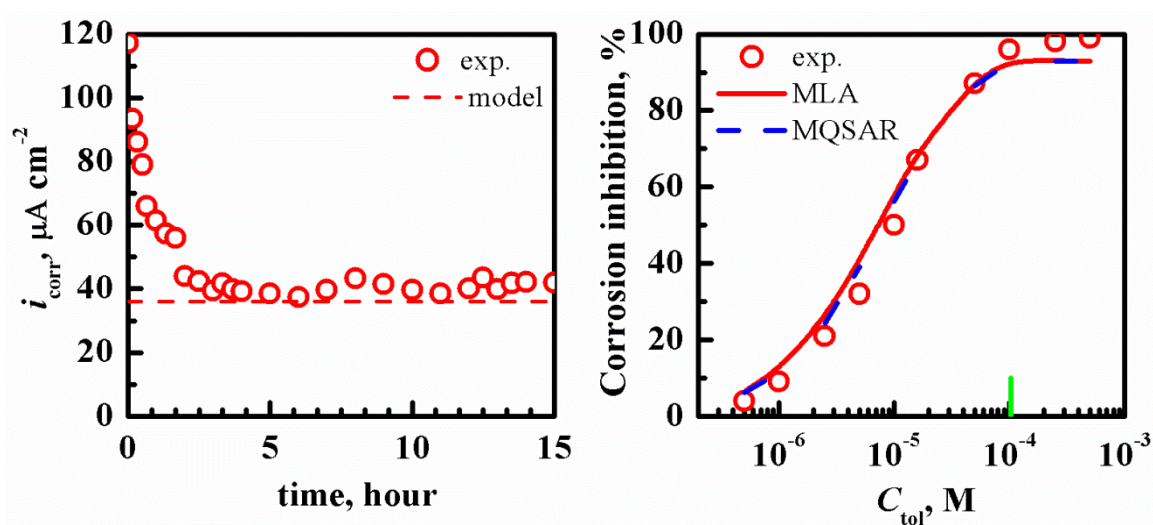 120
100
80
60
40
20
0
i_corr, μA cm⁻²
exp.
model
0 5 10 15
time, hour
100
80
60
40
20
0
Corrosion inhibition, %
exp.
MLA
MQSAR
10⁻⁶ 10⁻⁵ 10⁻⁴ 10⁻³
C_tol, M